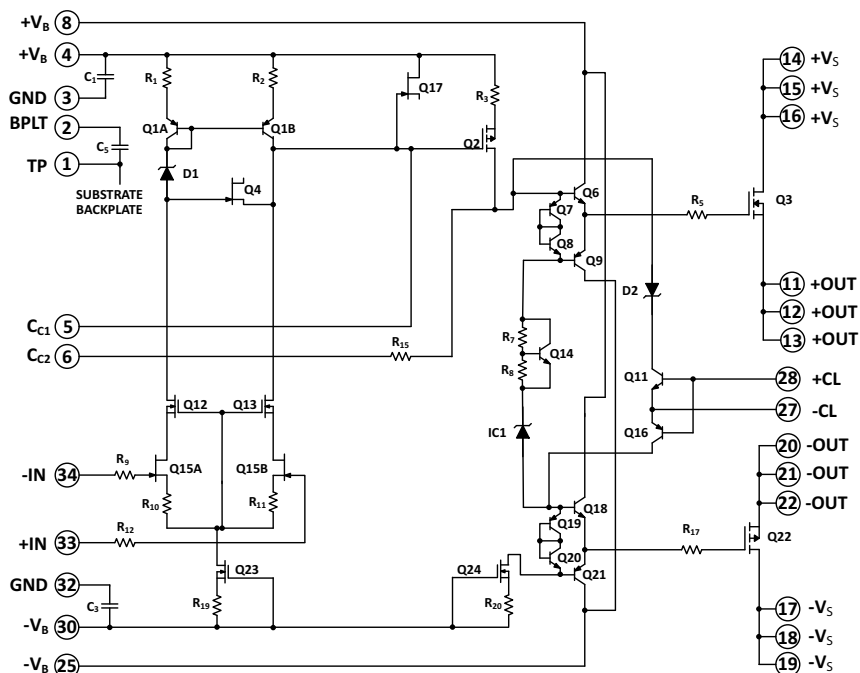 +VB 8
+VB 4
C1
GND 3
BPLT 2
C5
TP 1
SUBSTRATE
BACKPLATE
R1
R2
Q1A
Q1B
D1
Q4
Q17
R3
Q2
Q6
Q7
Q8
Q9
R5
Q3
14 +VS
15 +VS
16 +VS
11 +OUT
12 +OUT
13 +OUT
D2
CC1 5
CC2 6
R15
R7
R8
Q14
IC1
Q11
Q16
28 +CL
27 -CL
Q12
Q13
-IN 34
R9
Q15A
Q15B
R10
R11
+IN 33
R12
20 -OUT
21 -OUT
22 -OUT
Q18
Q19
Q20
Q21
R17
Q22
GND 32
C3
Q23
R19
Q24
R20
-VB 30
-VB 25
17 -VS
18 -VS
19 -VS